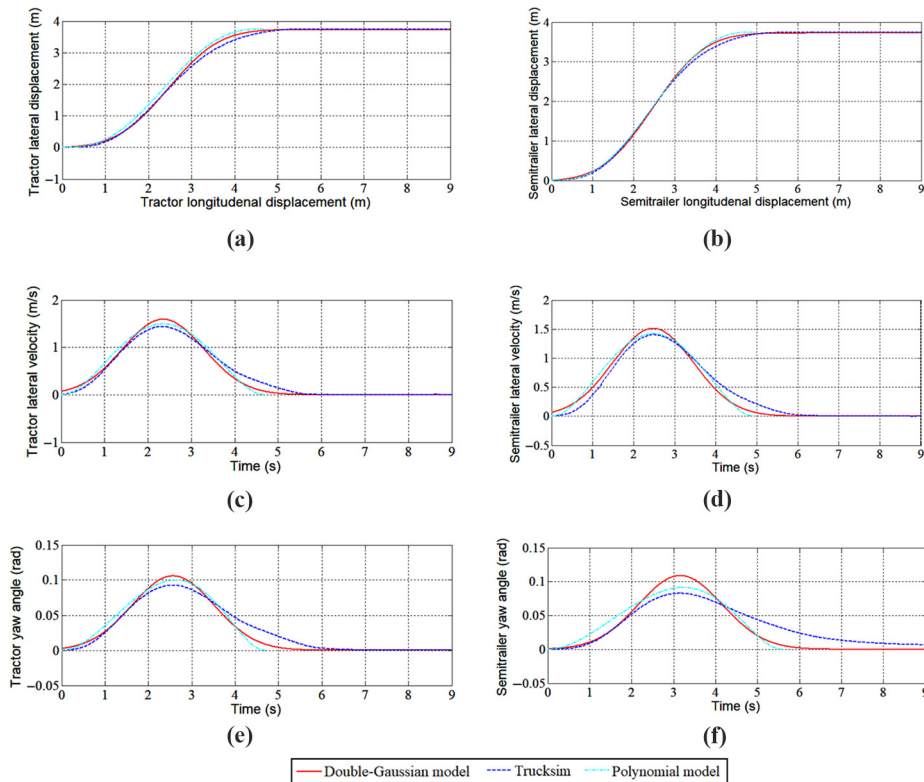 Tractor lateral displacement (m)
4
3
2
1
0
−1
0 1 2 3 4 5 6 7 8 9
Tractor longitudenal displacement (m)
(a)
Semitrailer lateral displacement (m)
4
3
2
1
0
0 1 2 3 4 5 6 7 8 9
Semitrailer longitudenal displacement (m)
(b)
Tractor lateral velocity (m/s)
2
1
0
−1
0 1 2 3 4 5 6 7 8 9
Time (s)
(c)
Semitrailer lateral velocity (m/s)
2
1.5
1
0.5
0
−0.5
0 1 2 3 4 5 6 7 8 9
Time (s)
(d)
Tractor yaw angle (rad)
0.15
0.1
0.05
0
−0.05
0 1 2 3 4 5 6 7 8 9
Time (s)
(e)
Semitrailer yaw angle (rad)
0.15
0.1
0.05
0
−0.05
0 1 2 3 4 5 6 7 8 9
Time (s)
(f)
Double-Gaussian model Trucksim Polynomial model